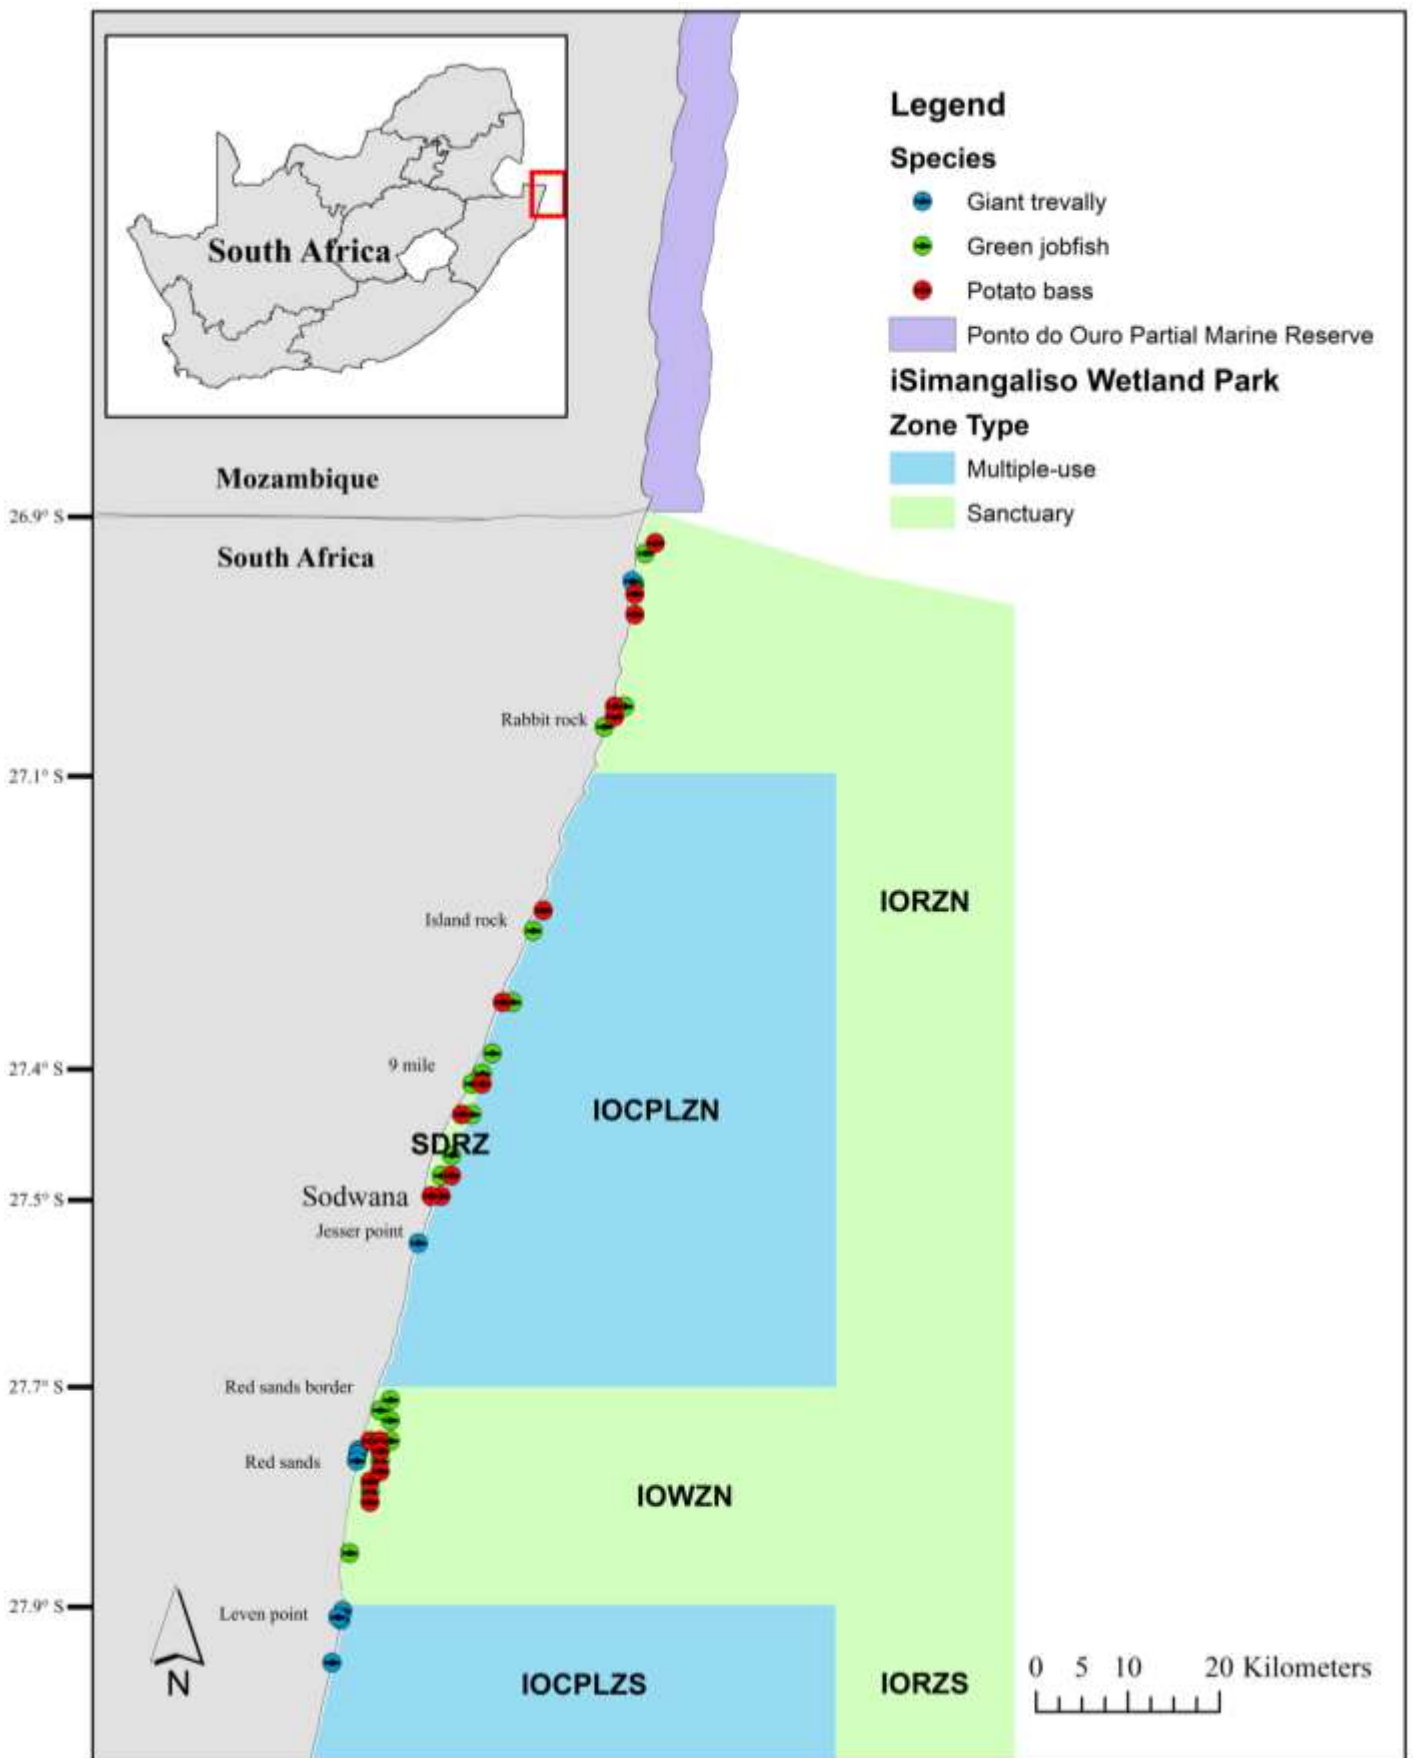 South Africa
Legend
Species
Giant trevally
Green jobfish
Potato bass
Ponto do Ouro Partial Marine Reserve
iSimangaliso Wetland Park
Zone Type
Multiple-use
Sanctuary
Mozambique
26.9° S
South Africa
Rabbit rock
27.1° S
IORZN
Island rock
27.4° S
9 mile
IOCPLZN
SDRZ
27.5° S
Sodwana
Jesser point
27.7° S
Red sands border
Red sands
IOWZN
27.9° S
Leven point
N
IOCPLZS
IORZS
0 5 10 20 Kilometers